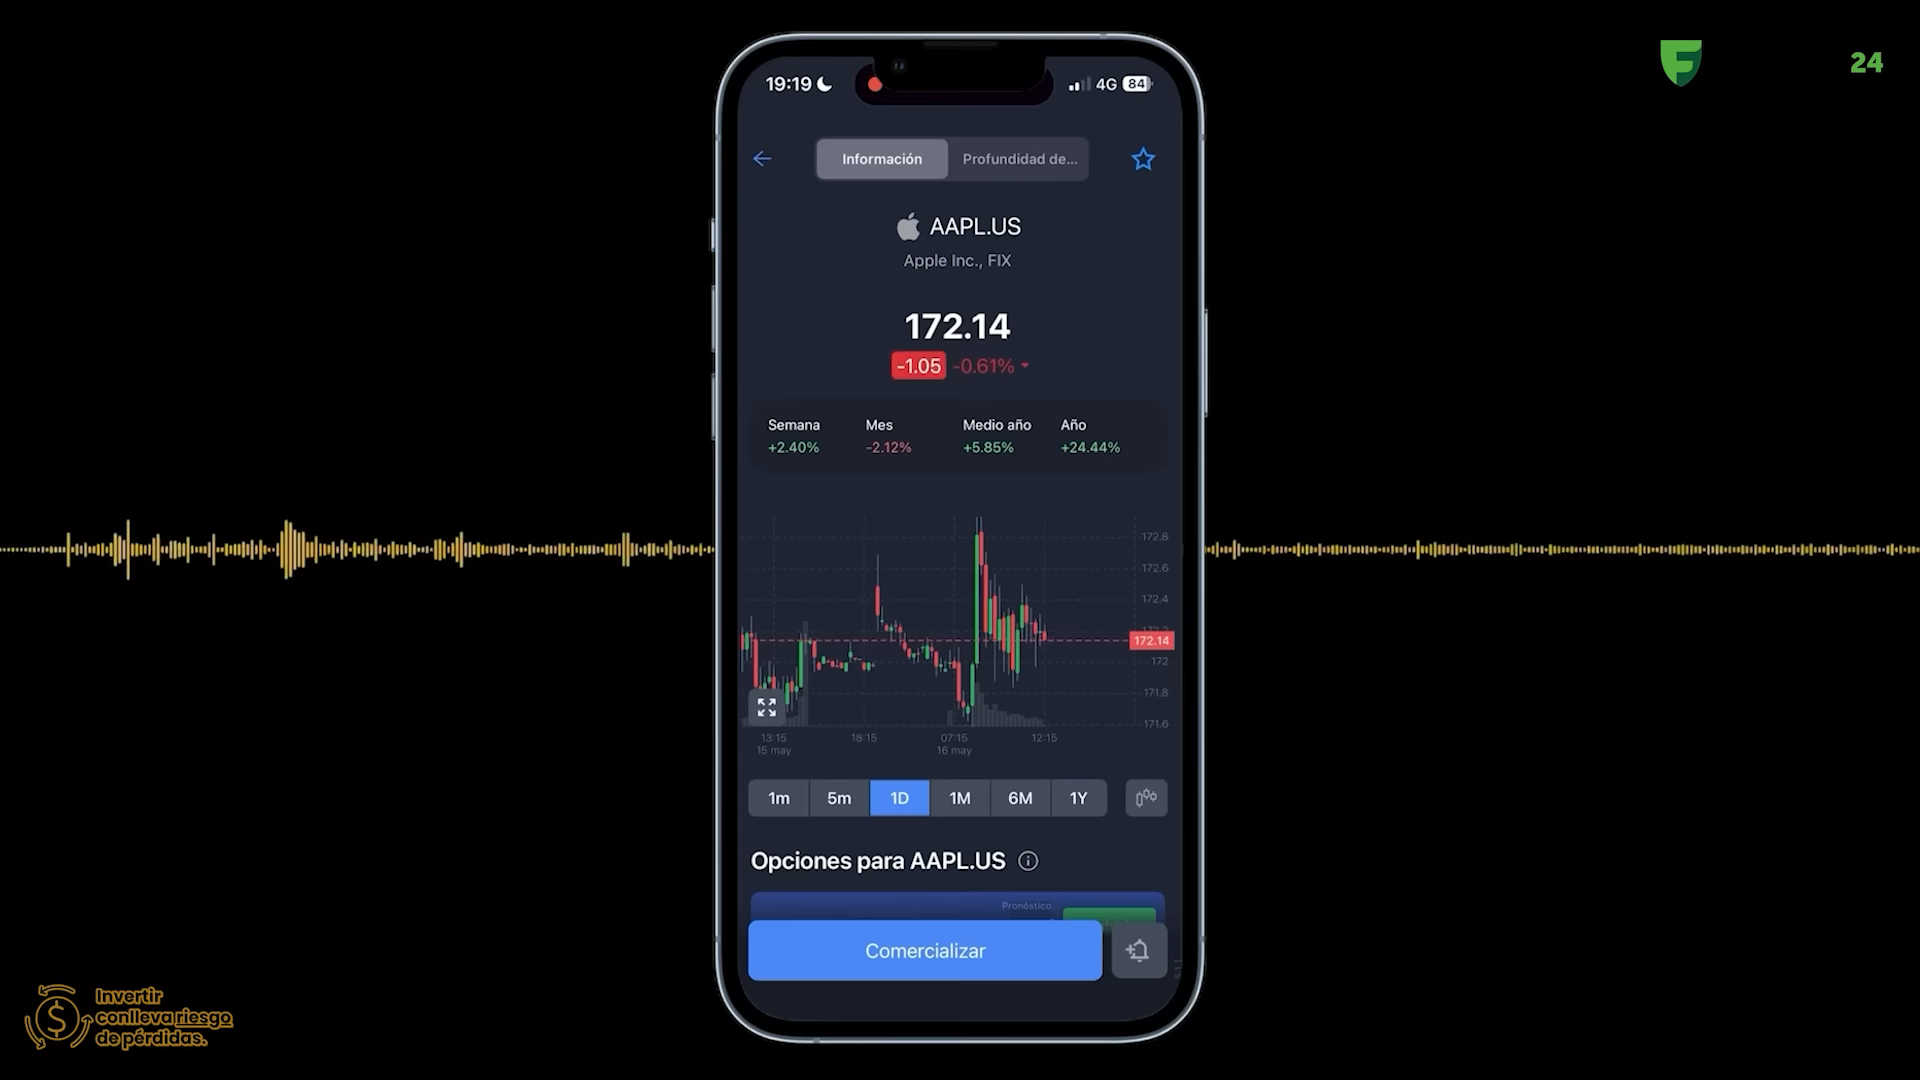 19:19
4G 84
24
Información
Profundidad de...
AAPL.US
Apple Inc., FIX
172.14
-1.05 -0.61%
Semana Mes Medio año Año
+2.40% -2.12% +5.85% +24.44%
172.8
172.6
172.4
172.14
172
171.8
171.6
13:15 18:15 07:15 12:15
15 may 16 may
1m 5m 1D 1M 6M 1Y
Opciones para AAPL.US
Pronóstico
Comercializar
Invertir
conlleva riesgo
de pérdidas.